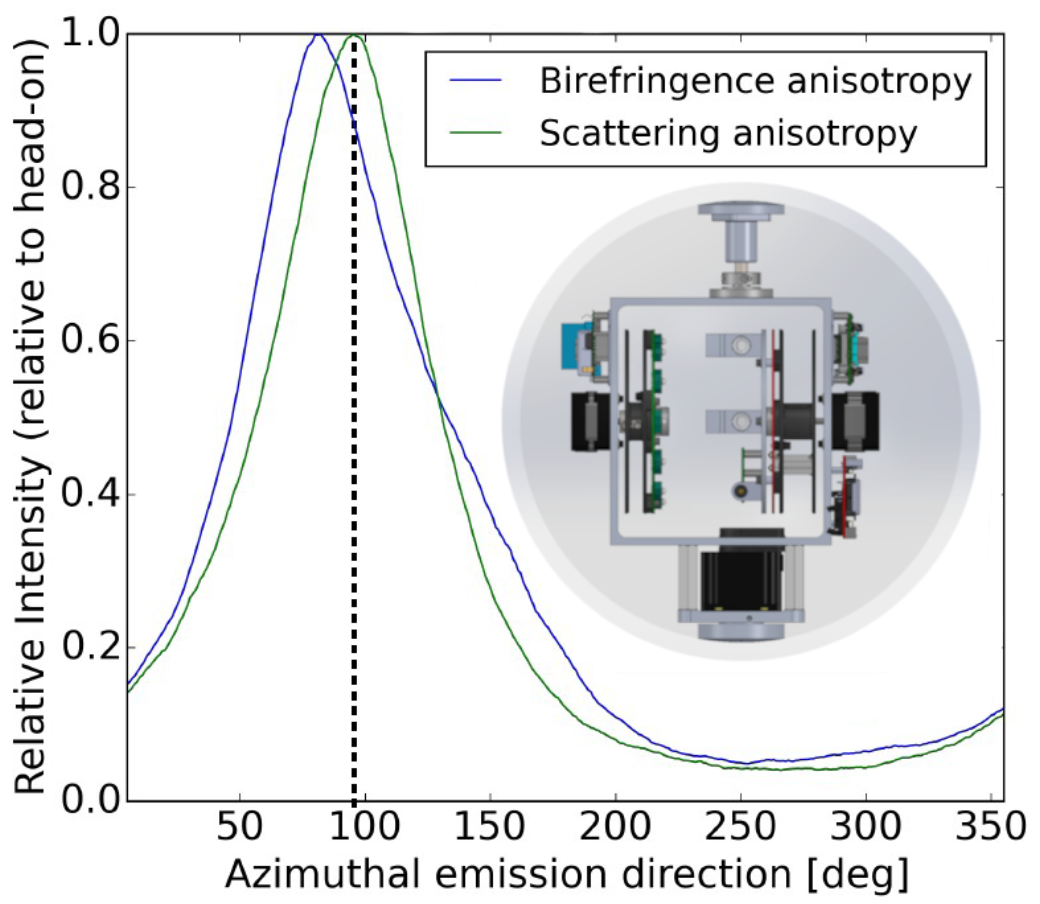 Relative Intensity (relative to head-on)
1.0
0.8
0.6
0.4
0.2
0.0
Birefringence anisotropy
Scattering anisotropy
50 100 150 200 250 300 350
Azimuthal emission direction [deg]